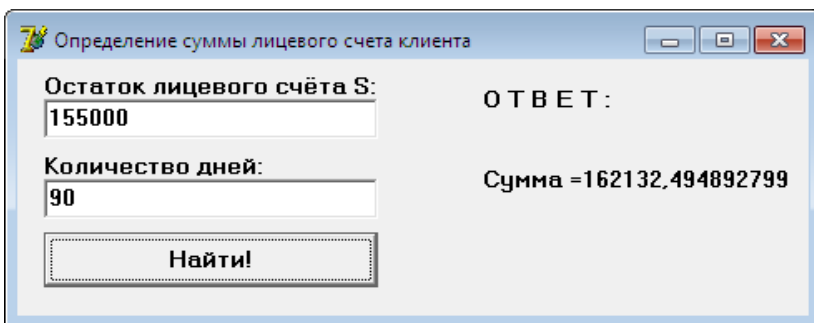 Определение суммы лицевого счета клиента
Остаток лицевого счёта S:
155000
Количество дней:
90
Найти!
О Т В Е Т :
Сумма =162132,494892799